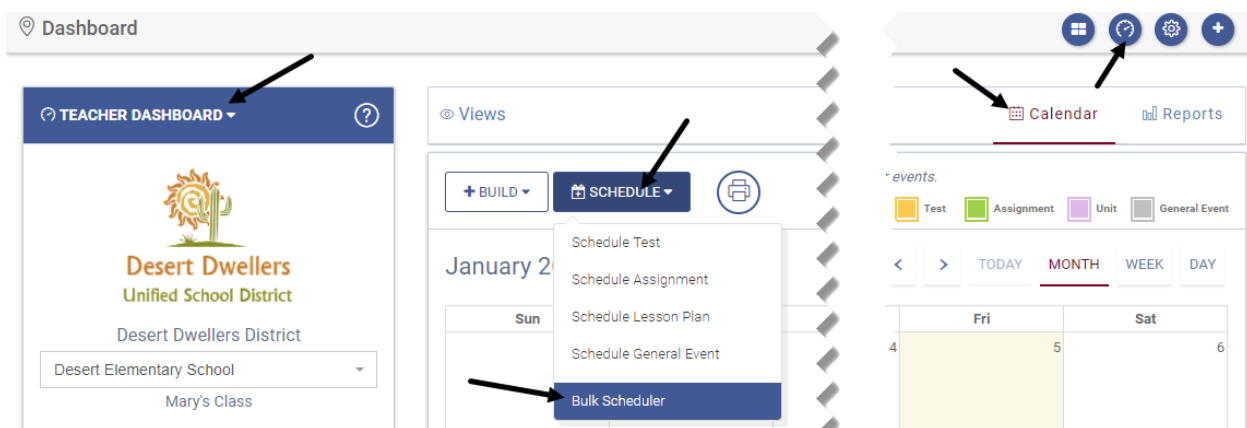 Dashboard
TEACHER DASHBOARD
?
Desert Dwellers
Unified School District
Desert Dwellers District
Desert Elementary School
Mary's Class
Views
Calendar
Reports
+ BUILD
SCHEDULE
Schedule Test
Schedule Assignment
Schedule Lesson Plan
Schedule General Event
Bulk Scheduler
events.
Test
Assignment
Unit
General Event
January 2
< > TODAY MONTH WEEK DAY
Sun
Fri
Sat
4
5
6